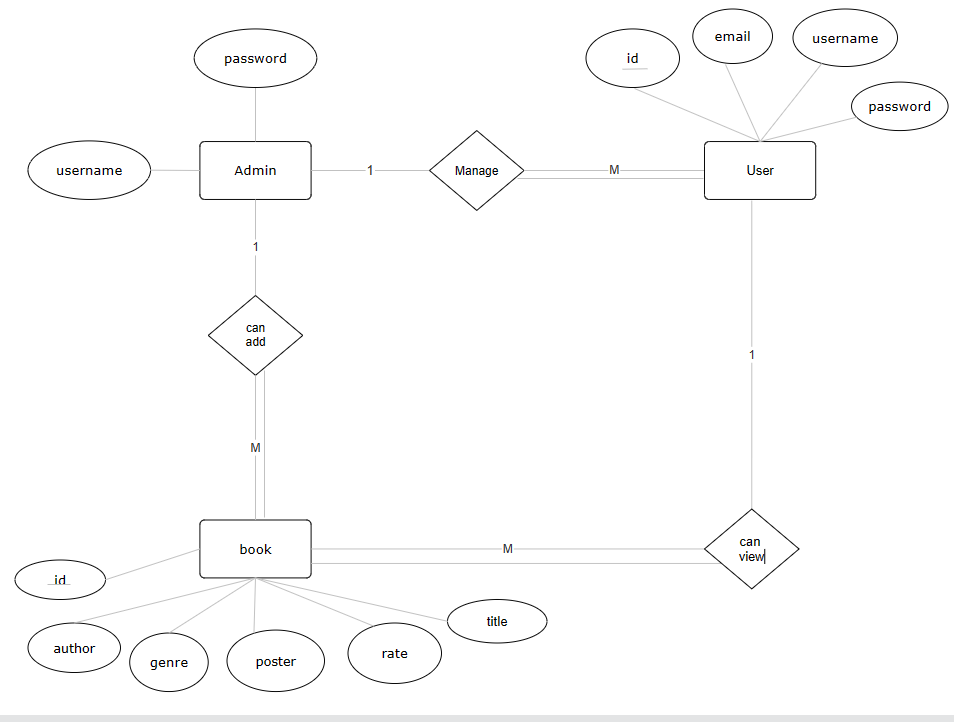 email
username
id
password
password
username
Admin
1
Manage
M
User
1
can
add
1
M
can
view
book
M
id
title
author
genre
poster
rate